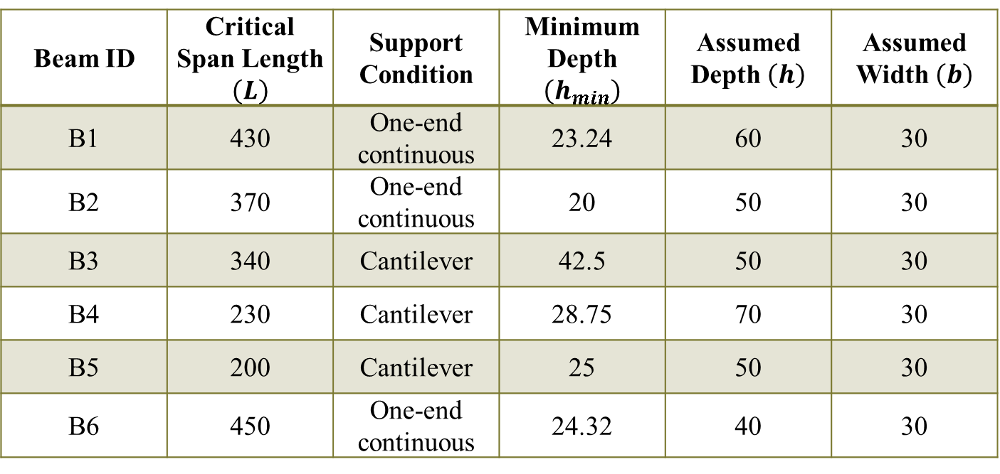 Beam ID
Critical
Span Length
(L)
Support
Condition
Minimum
Depth
(hmin)
Assumed
Depth (h)
Assumed
Width (b)
B1
430
One-end
continuous
23.24
60
30
B2
370
One-end
continuous
20
50
30
B3
340
Cantilever
42.5
50
30
B4
230
Cantilever
28.75
70
30
B5
200
Cantilever
25
50
30
B6
450
One-end
continuous
24.32
40
30